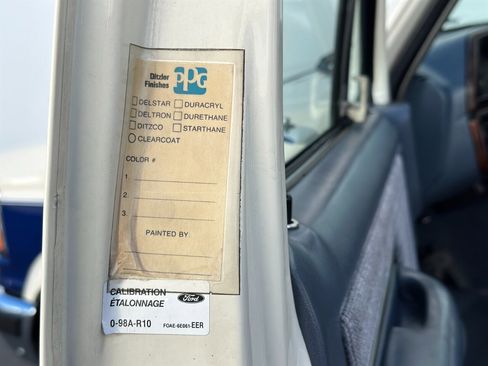 Ditzler
Finishes
PPG
DELSTAR DURACRYL
DELTRON DURETHANE
DITZCO STARTHANE
CLEARCOAT
COLOR #
1.
2.
3.
PAINTED BY:
CALIBRATION
ÉTALONNAGE
Ford
0-98A-R10 FOAE-6E061-EER